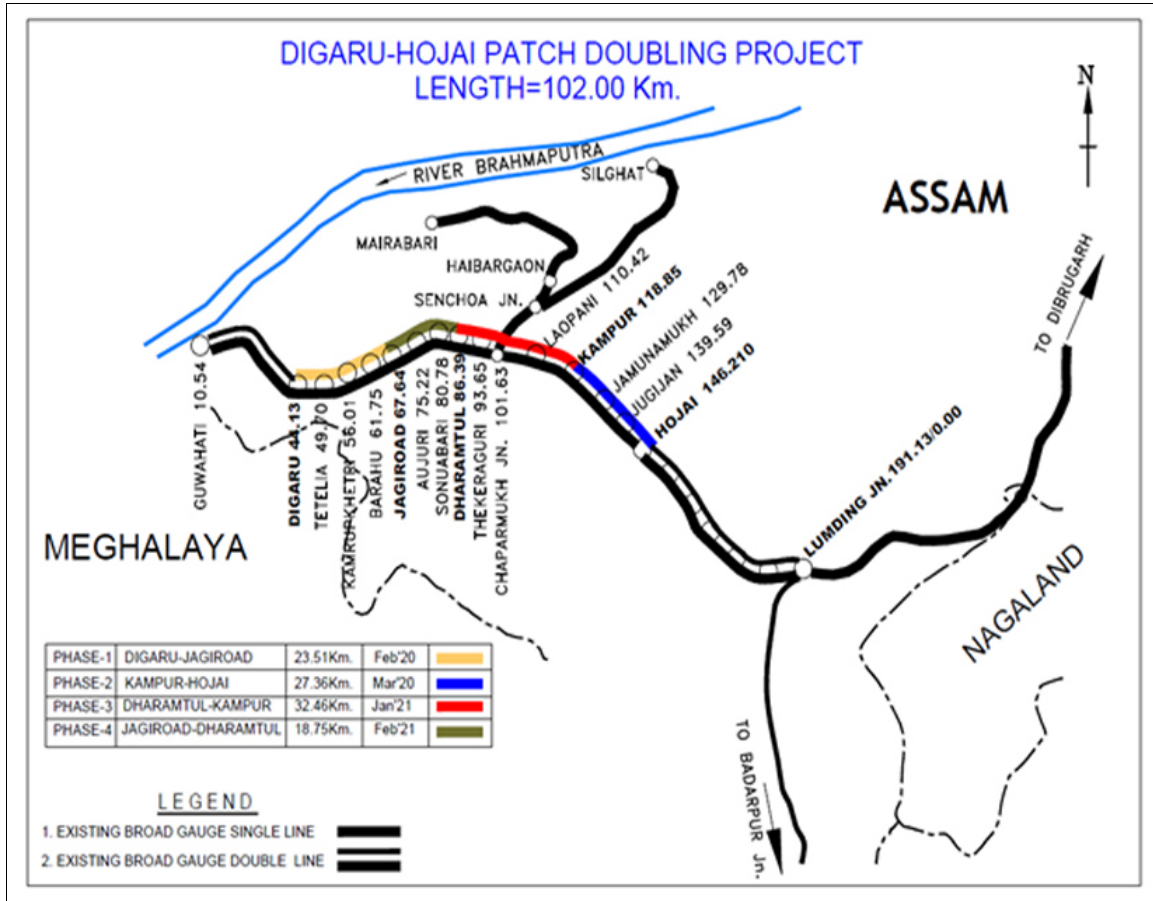 DIGARU-HOJAI PATCH DOUBLING PROJECT
LENGTH=102.00 Km.
N
RIVER BRAHMAPUTRA
SILGHAT
ASSAM
MAIRABARI
HAIBARGAON
SENCHOA JN.
LAOPANI 110.42
KAMPUR 118.85
JAMUNAMUKH 129.78
JUGIJAN 139.59
HOJAI 146.210
TO DIBRUGARH
GUWAHATI 10.54
DIGARU 44.13
TETELIA 49.70
KAMRUPKHETRI 56.01
BARAHU 61.75
JAGIROAD 67.64
AUJURI 75.22
SONUABARI 80.78
DHARAMTUL 86.39
THEKERAGURI 93.65
CHAPARMUKH JN. 101.63
LUMDING JN.191.13/0.00
MEGHALAYA
NAGALAND
PHASE-1 DIGARU-JAGIROAD 23.51Km. Feb'20
PHASE-2 KAMPUR-HOJAI 27.36Km. Mar'20
PHASE-3 DHARAMTUL-KAMPUR 32.46Km. Jan'21
PHASE-4 JAGIROAD-DHARAMTUL 18.75Km. Feb'21
TO BADARPUR Jn.
LEGEND
1. EXISTING BROAD GAUGE SINGLE LINE
2. EXISTING BROAD GAUGE DOUBLE LINE